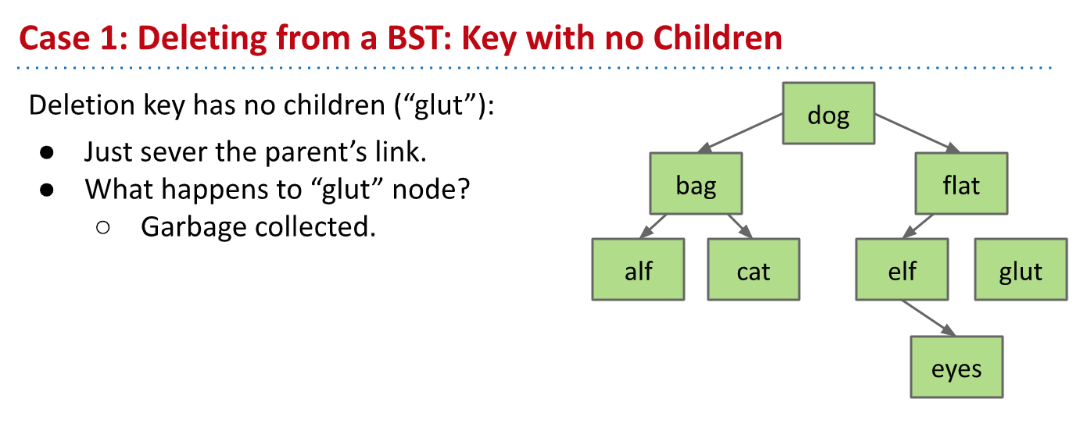 Case 1: Deleting from a BST: Key with no Children
Deletion key has no children (“glut”):
● Just sever the parent’s link.
● What happens to “glut” node?
○ Garbage collected.
dog
bag
flat
alf
cat
elf
glut
eyes